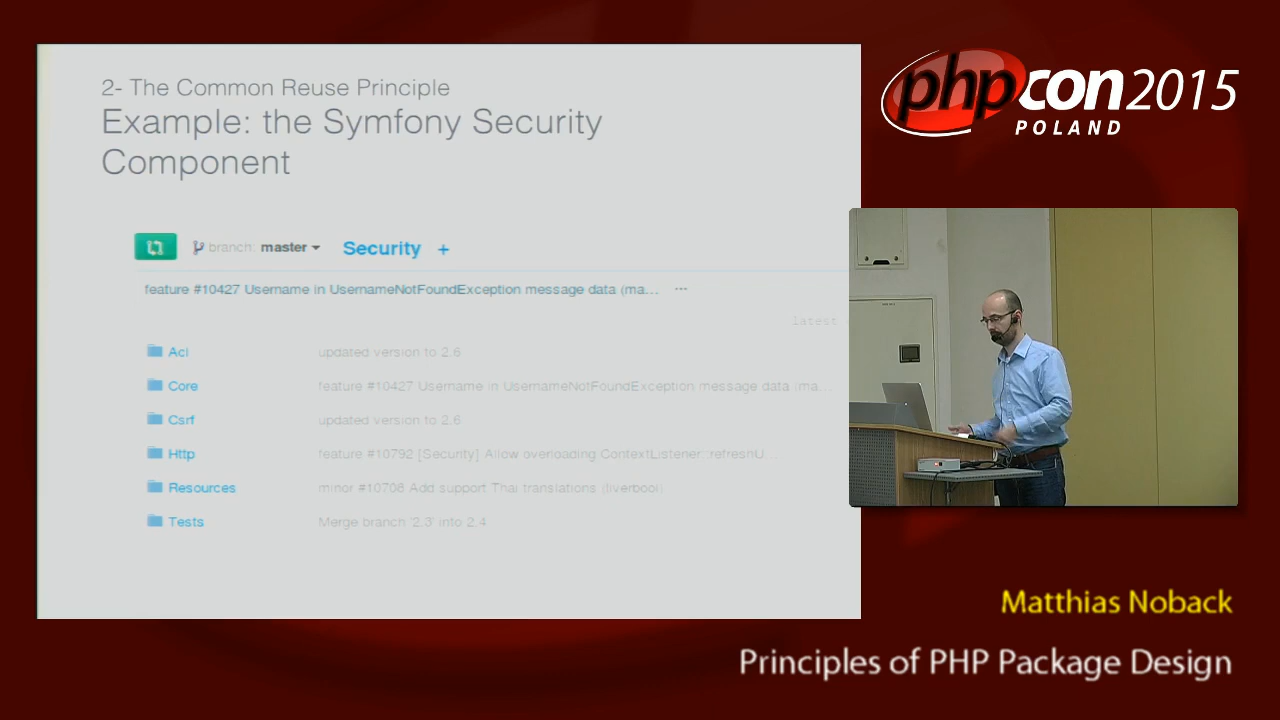 2- The Common Reuse Principle
Example: the Symfony Security
Component
branch: master
Security +
feature #10427 Username in UsernameNotFoundException message data (ma... ...
latest
Acl updated version to 2.6
Core feature #10427 Username in UsernameNotFoundException message data (ma...
Csrf updated version to 2.6
Http feature #10792 [Security] Allow overloading ContextListener::refreshU...
Resources minor #10708 Add support Thai translations (liverbool)
Tests Merge branch '2.3' into 2.4
phpcon2015
POLAND
Matthias Noback
Principles of PHP Package Design